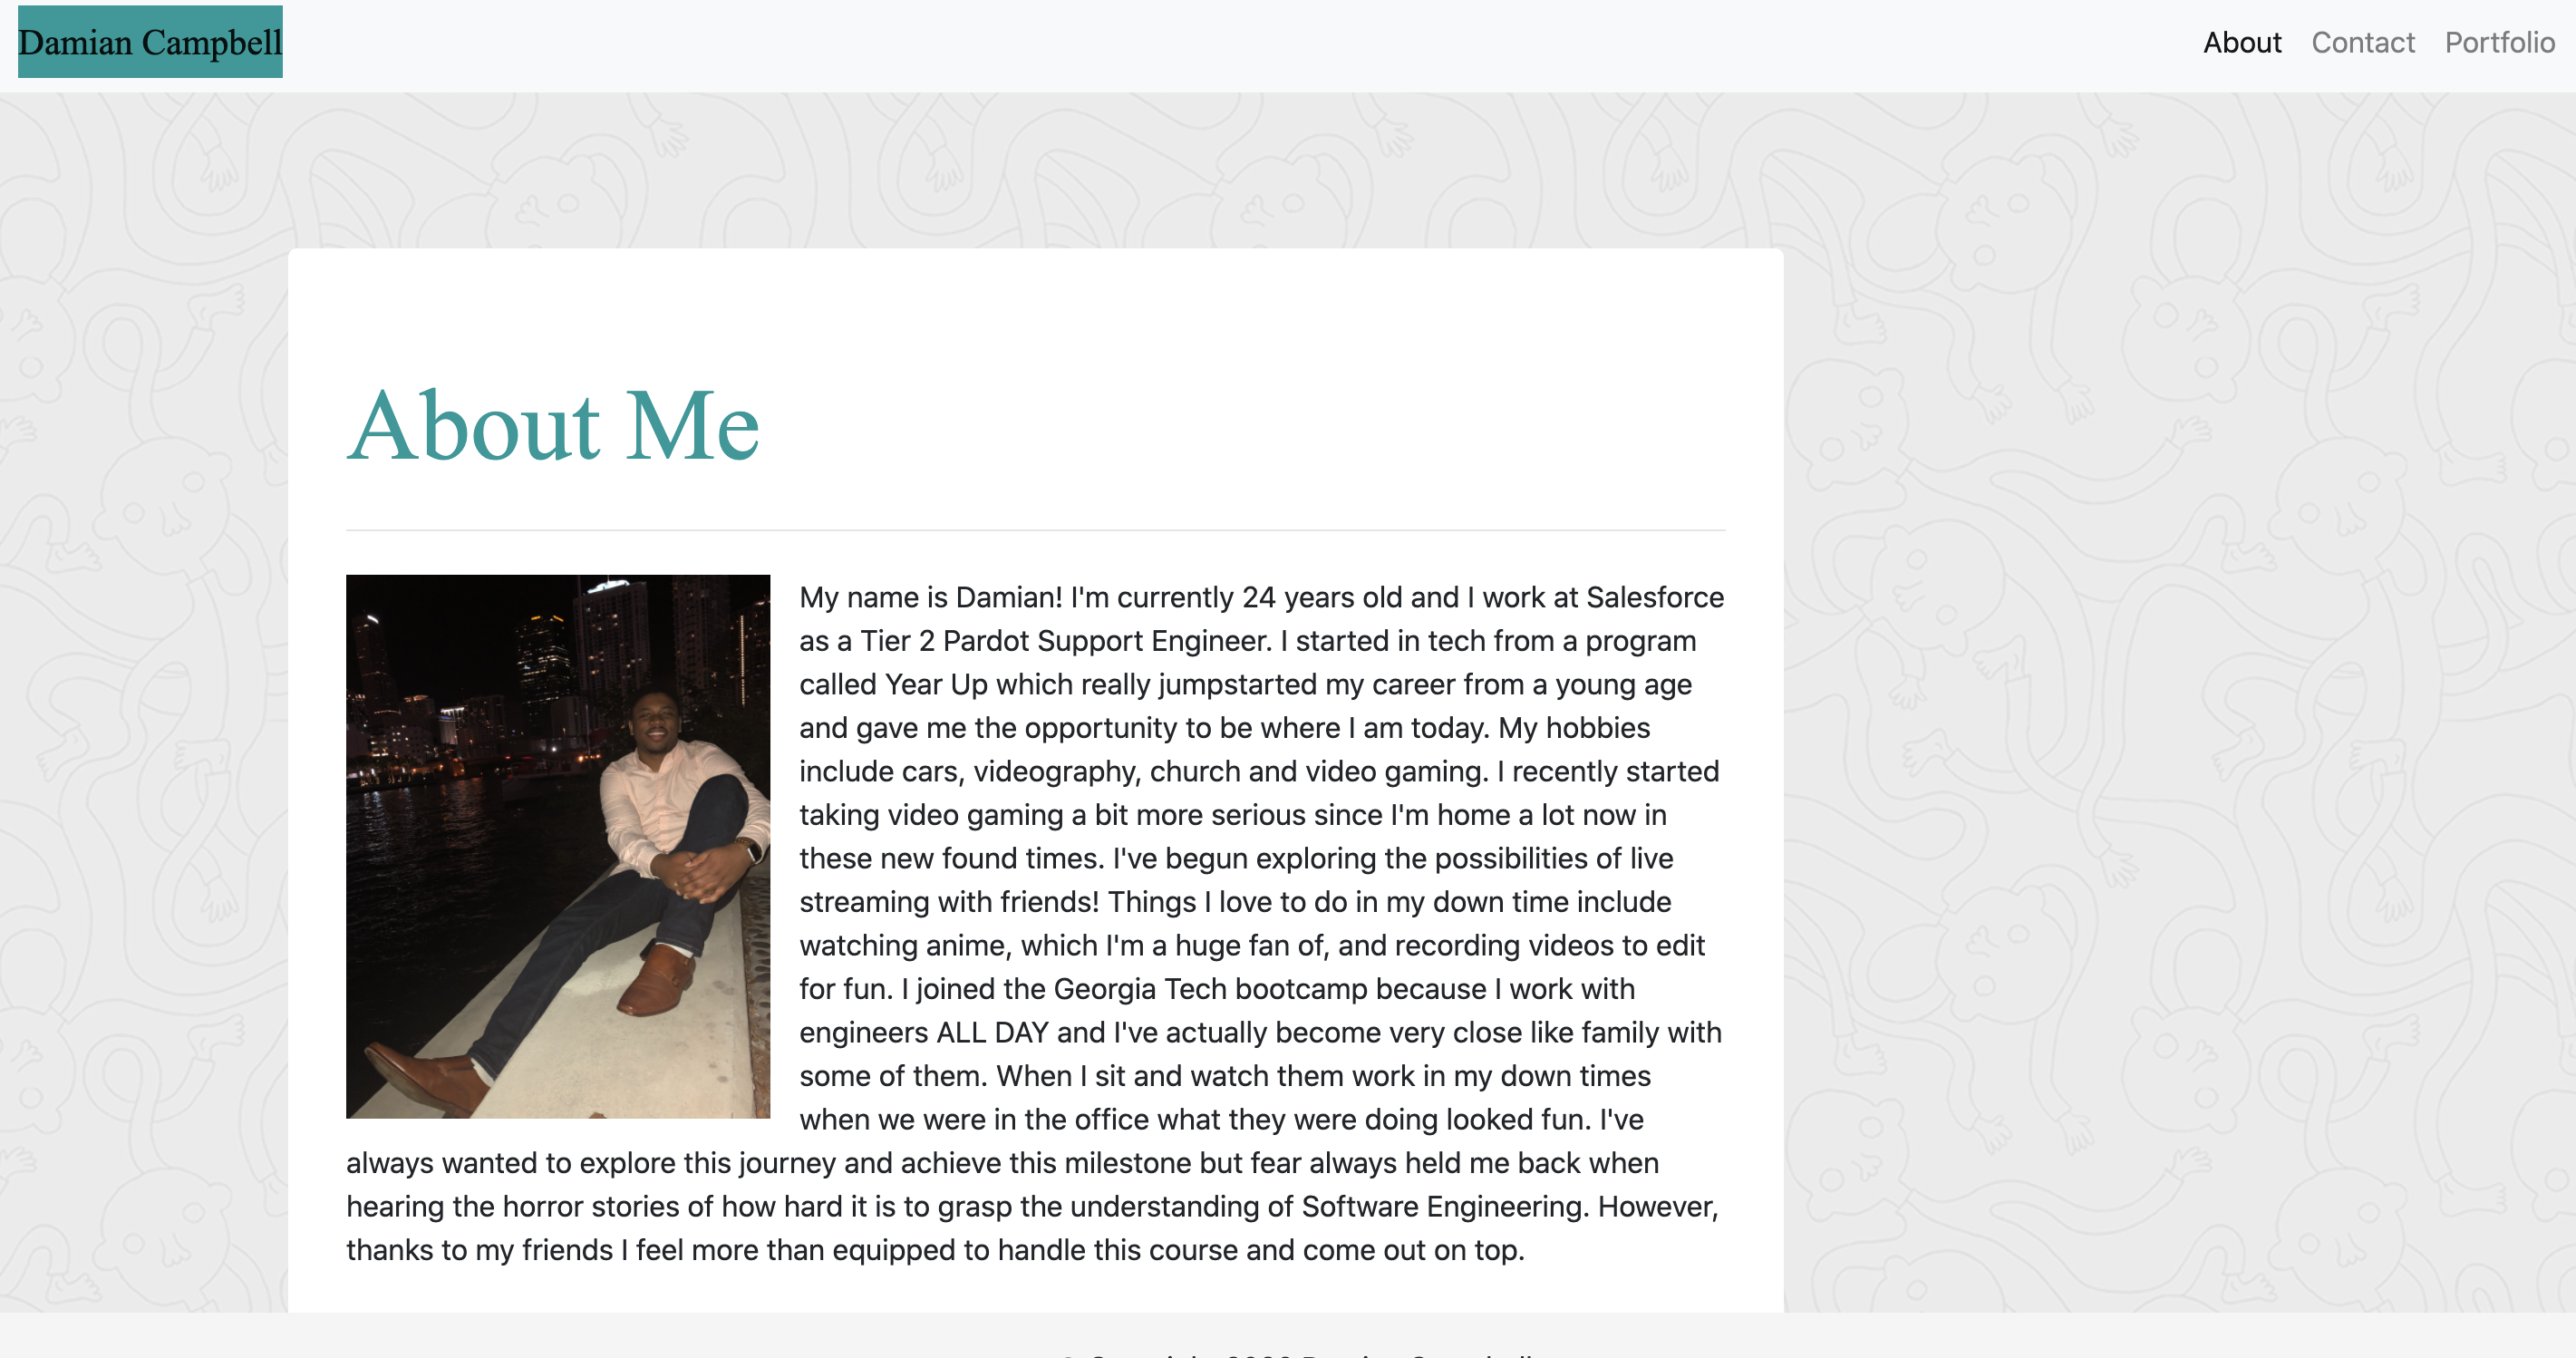 Damian Campbell
About Contact Portfolio
About Me
My name is Damian! I'm currently 24 years old and I work at Salesforce
as a Tier 2 Pardot Support Engineer. I started in tech from a program
called Year Up which really jumpstarted my career from a young age
and gave me the opportunity to be where I am today. My hobbies
include cars, videography, church and video gaming. I recently started
taking video gaming a bit more serious since I'm home a lot now in
these new found times. I've begun exploring the possibilities of live
streaming with friends! Things I love to do in my down time include
watching anime, which I'm a huge fan of, and recording videos to edit
for fun. I joined the Georgia Tech bootcamp because I work with
engineers ALL DAY and I've actually become very close like family with
some of them. When I sit and watch them work in my down times
when we were in the office what they were doing looked fun. I've
always wanted to explore this journey and achieve this milestone but fear always held me back when
hearing the horror stories of how hard it is to grasp the understanding of Software Engineering. However,
thanks to my friends I feel more than equipped to handle this course and come out on top.